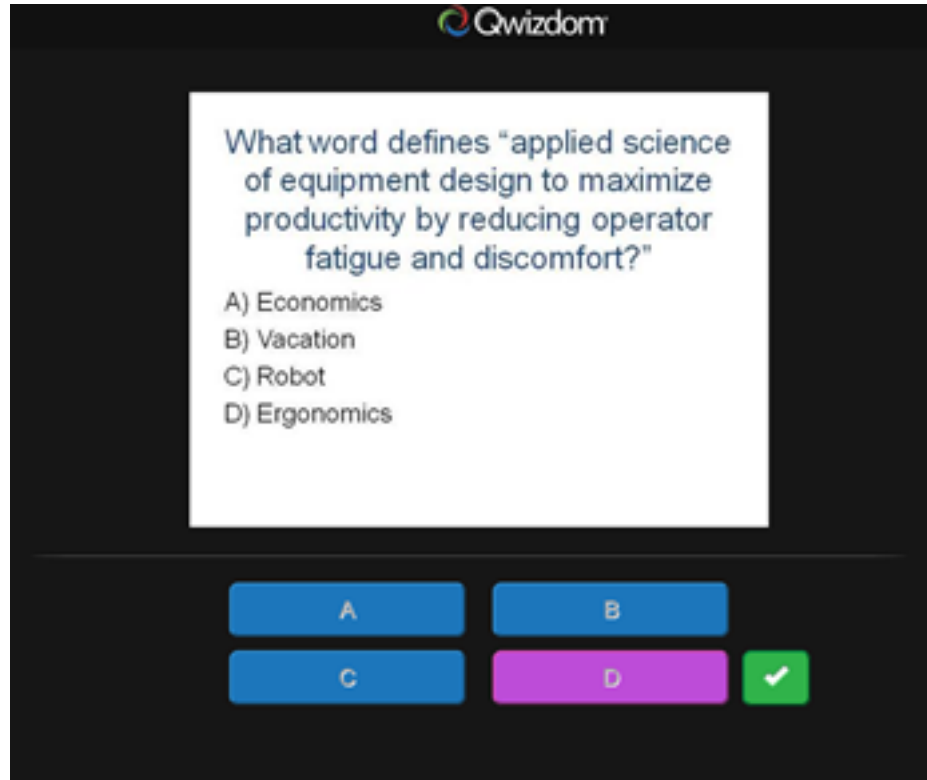 Qwizdom
What word defines “applied science
of equipment design to maximize
productivity by reducing operator
fatigue and discomfort?”
A) Economics
B) Vacation
C) Robot
D) Ergonomics
A
B
C
D